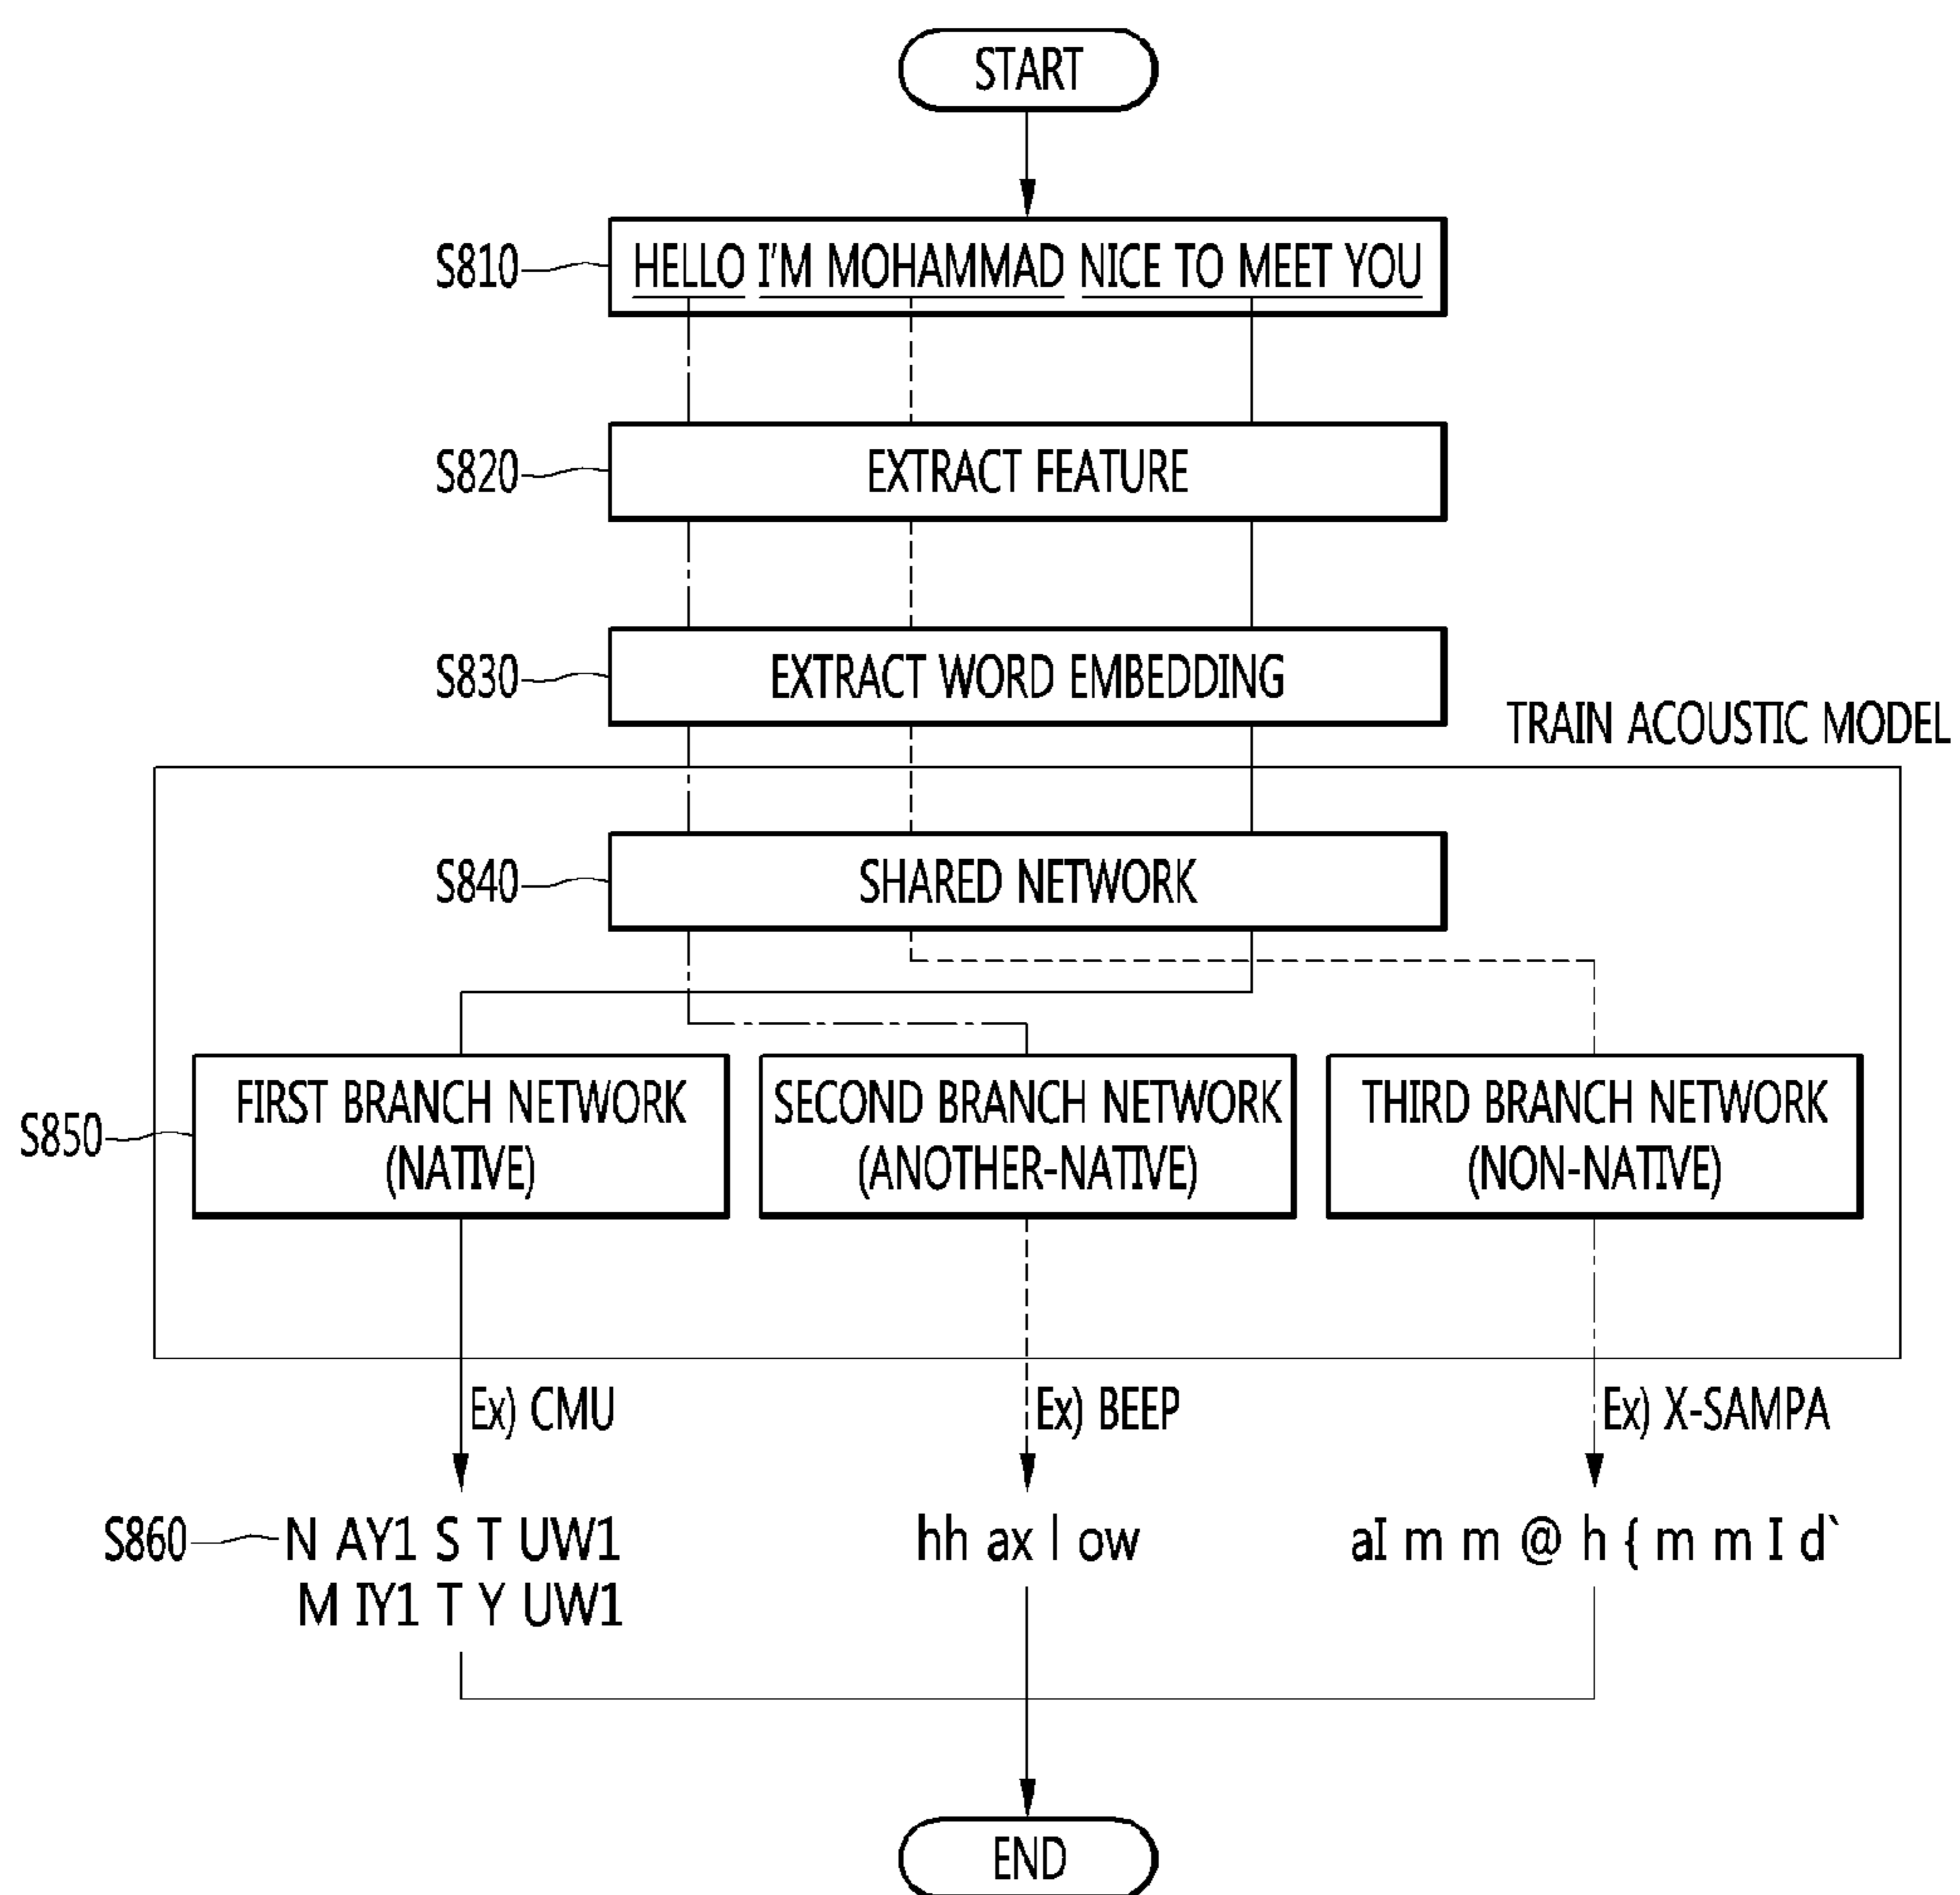 START
S810
HELLO I'M MOHAMMAD NICE TO MEET YOU
S820
EXTRACT FEATURE
S830
EXTRACT WORD EMBEDDING
TRAIN ACOUSTIC MODEL
S840
SHARED NETWORK
S850
FIRST BRANCH NETWORK
(NATIVE)
SECOND BRANCH NETWORK
(ANOTHER-NATIVE)
THIRD BRANCH NETWORK
(NON-NATIVE)
Ex) CMU
Ex) BEEP
Ex) X-SAMPA
S860
N AY1 S T UW1
M IY1 T Y UW1
hh ax l ow
aI m m @ h { m m I d`
END